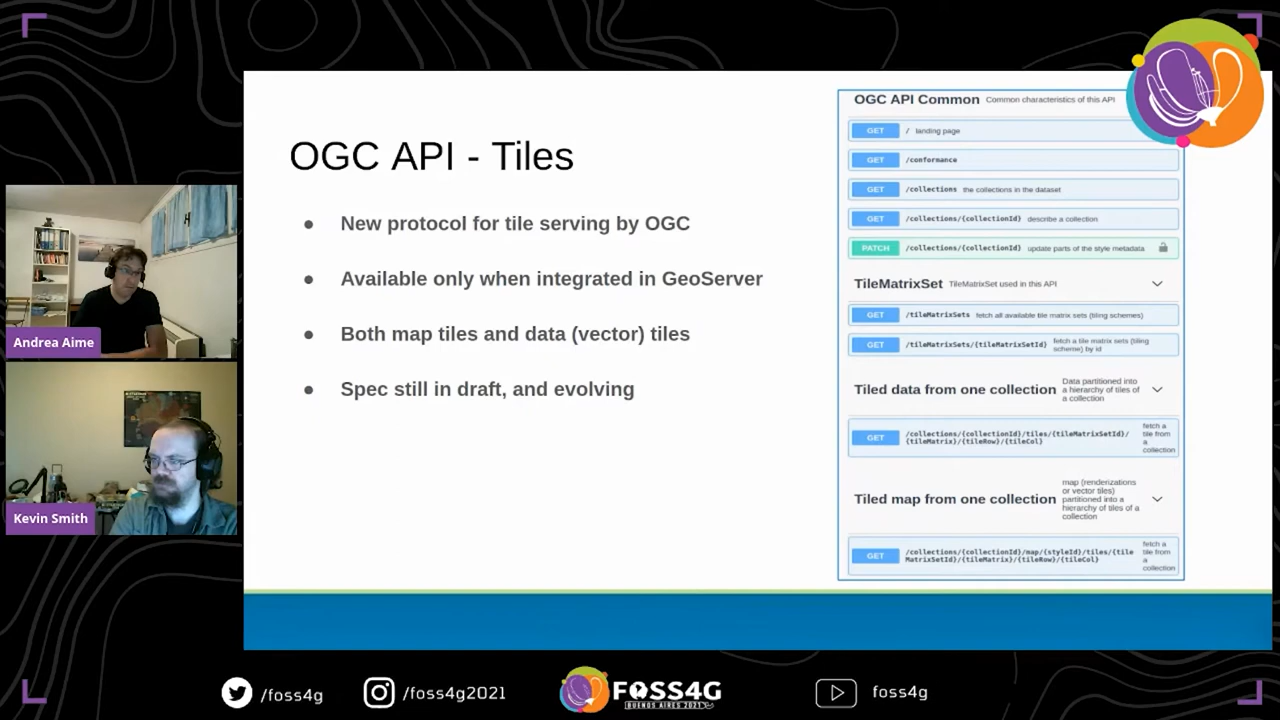 OGC API - Tiles
● New protocol for tile serving by OGC
● Available only when integrated in GeoServer
● Both map tiles and data (vector) tiles
● Spec still in draft, and evolving
OGC API Common Common characteristics of this API
GET / landing page
GET /conformance
GET /collections the collections in the dataset
GET /collections/{collectionId} describe a collection
PATCH /collections/{collectionId} update parts of the style metadata
TileMatrixSet TileMatrixSet used in this API
GET /tileMatrixSets fetch all available tile matrix sets (tiling schemes)
GET /tileMatrixSets/{tileMatrixSetId} fetch a tile matrix sets (tiling
scheme) by id
Tiled data from one collection
Data partitioned into
a hierarchy of tiles of
a collection
GET
/collections/{collectionId}/tiles/{tileMatrixSetId}/
{tileMatrix}/{tileRow}/{tileCol}
fetch a
tile from
a
collection
Tiled map from one collection
map (renderizations
or vector tiles)
partitioned into a
hierarchy of tiles of a
collection
GET
/collections/{collectionId}/map/{styleId}/tiles/{tile
MatrixSetId}/{tileMatrix}/{tileRow}/{tileCol}
fetch a
tile from
a
collection
Andrea Aime
Kevin Smith
/foss4g
/foss4g2021
FOSS4G
BUENOS AIRES 2021
foss4g